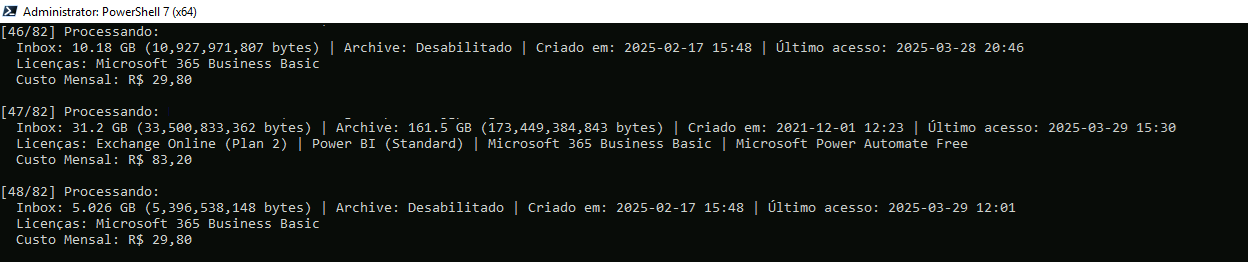 Administrator: PowerShell 7 (x64)
[46/82] Processando:
Inbox: 10.18 GB (10,927,971,807 bytes) | Archive: Desabilitado | Criado em: 2025-02-17 15:48 | Último acesso: 2025-03-28 20:46
Licenças: Microsoft 365 Business Basic
Custo Mensal: R$ 29,80
[47/82] Processando:
Inbox: 31.2 GB (33,500,833,362 bytes) | Archive: 161.5 GB (173,449,384,843 bytes) | Criado em: 2021-12-01 12:23 | Último acesso: 2025-03-29 15:30
Licenças: Exchange Online (Plan 2) | Power BI (Standard) | Microsoft 365 Business Basic | Microsoft Power Automate Free
Custo Mensal: R$ 83,20
[48/82] Processando:
Inbox: 5.026 GB (5,396,538,148 bytes) | Archive: Desabilitado | Criado em: 2025-02-17 15:48 | Último acesso: 2025-03-29 12:01
Licenças: Microsoft 365 Business Basic
Custo Mensal: R$ 29,80